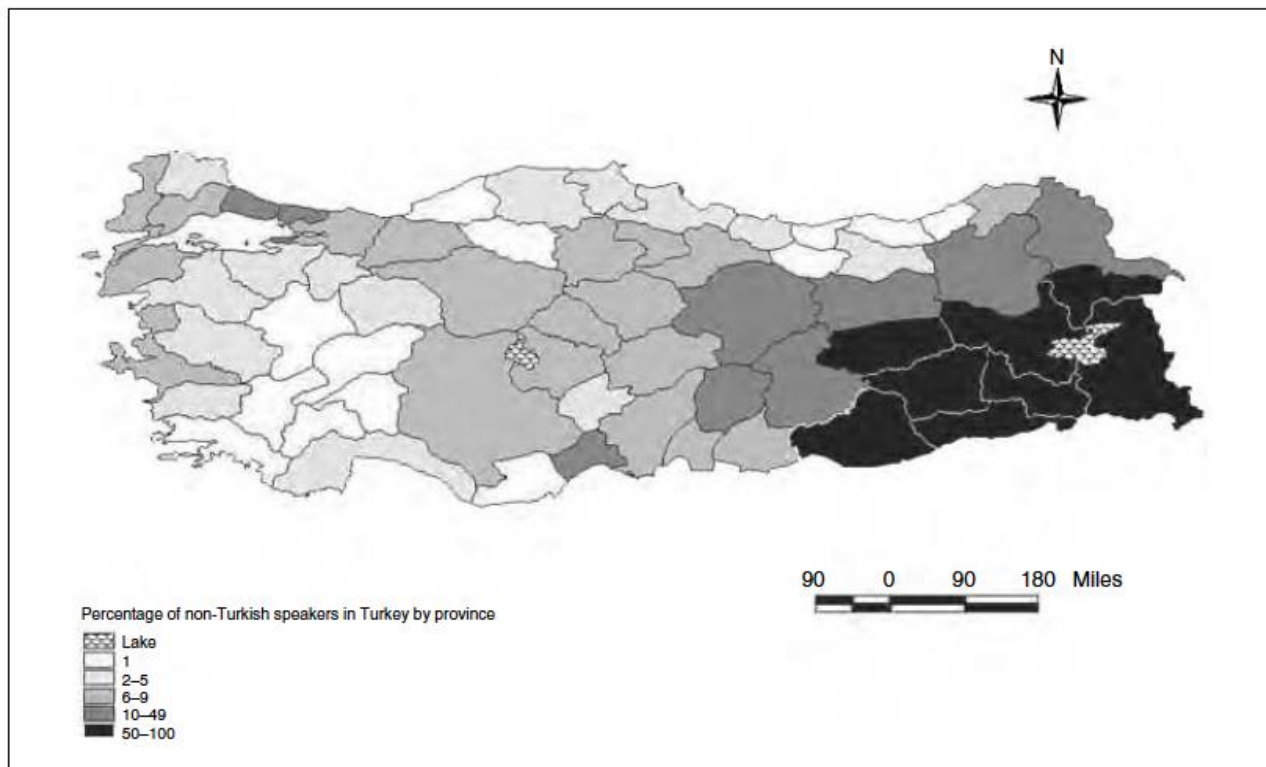 N
90 0 90 180 Miles
Percentage of non-Turkish speakers in Turkey by province
Lake
1
2–5
6–9
10–49
50–100